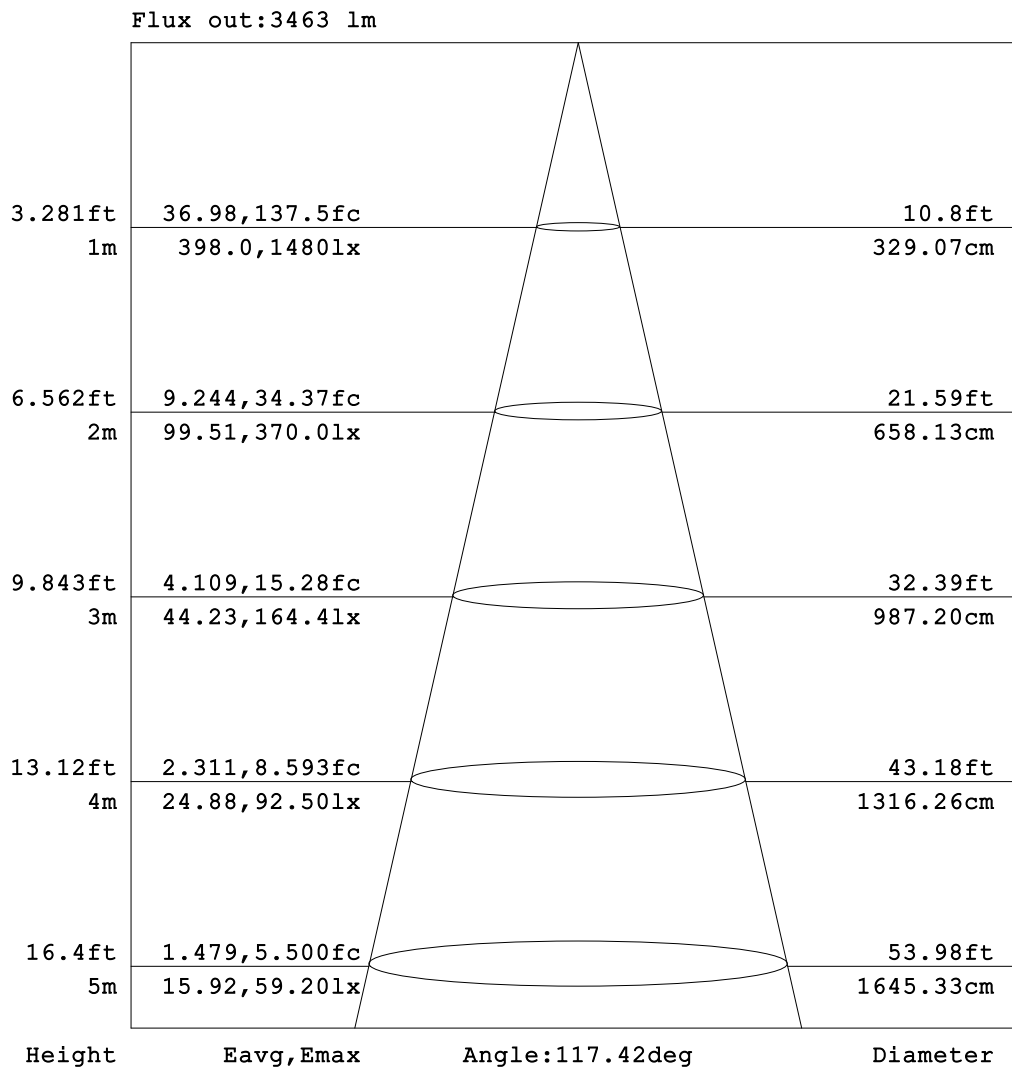 Flux out:3463 lm
3.281ft 36.98,137.5fc 10.8ft
1m 398.0,1480lx 329.07cm
6.562ft 9.244,34.37fc 21.59ft
2m 99.51,370.0lx 658.13cm
9.843ft 4.109,15.28fc 32.39ft
3m 44.23,164.4lx 987.20cm
13.12ft 2.311,8.593fc 43.18ft
4m 24.88,92.50lx 1316.26cm
16.4ft 1.479,5.500fc 53.98ft
5m 15.92,59.20lx 1645.33cm
Height Eavg,Emax Angle:117.42deg Diameter